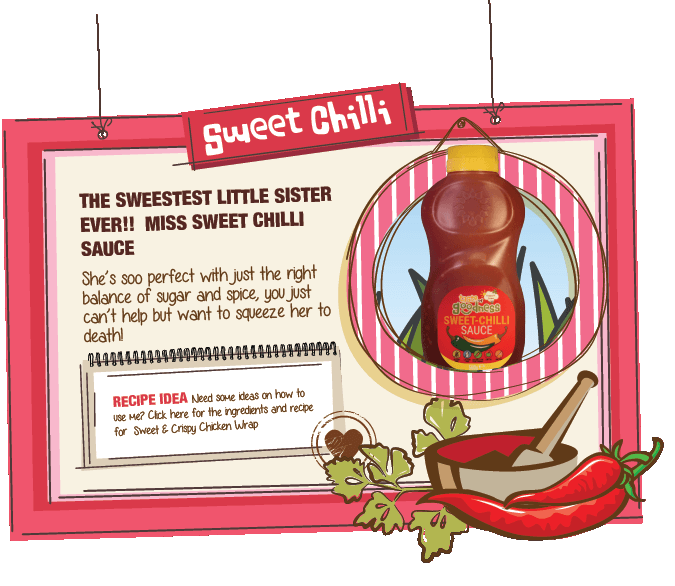 Sweet Chilli
THE SWEESTEST LITTLE SISTER
EVER!! MISS SWEET CHILLI
SAUCE
She's soo perfect with just the right
balance of sugar and spice, you just
can't help but want to squeeze her to
death!
RECIPE IDEA Need some ideas on how to
use me? Click here for the ingredients and recipe
for Sweet & Crispy Chicken Wrap
goodness
SWEET-CHILLI
SAUCE